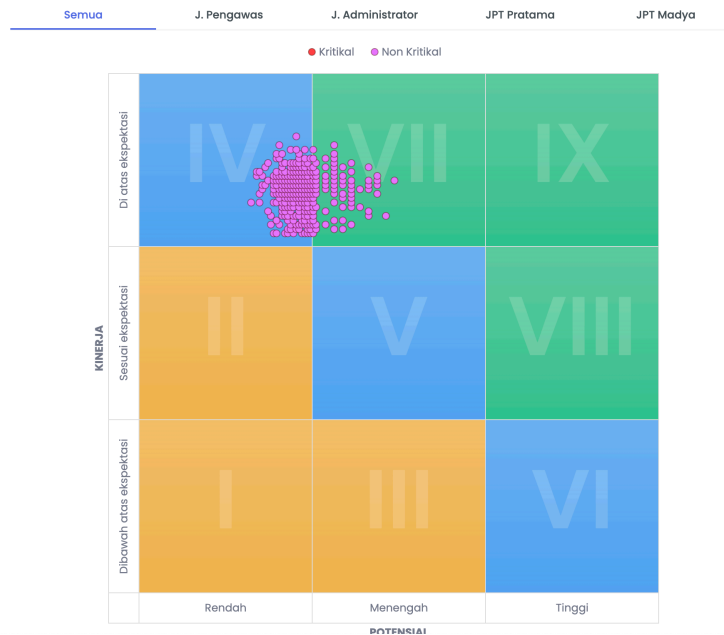 Semua J. Pengawas J. Administrator JPT Pratama JPT Madya
Kritikal Non Kritikal
KINERJA
Di atas ekspektasi
IV VII IX
Sesuai ekspektasi
II V VIII
Dibawah atas ekspektasi
I III VI
Rendah Menengah Tinggi
POTENSIAL